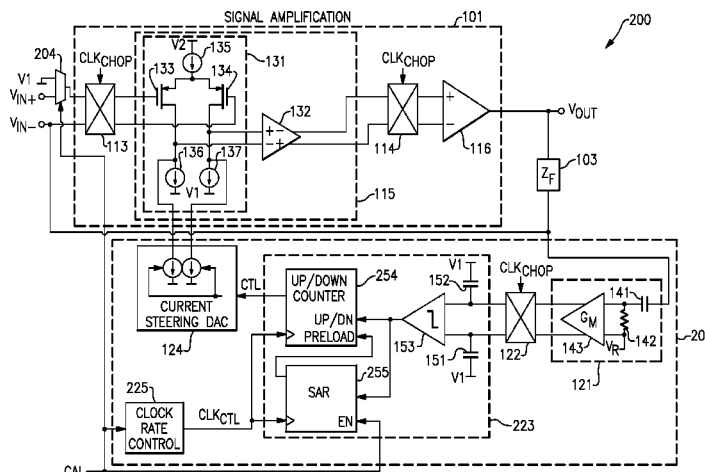 SIGNAL AMPLIFICATION
101
200
204
V2
135
131
V1
CLKCHOP
133
134
CLKCHOP
VIN+
132
VIN–
VOUT
113
114
116
136
137
V1
103
ZF
115
CLKCHOP
CTL
UP/DOWN COUNTER
254
V1
152
141
UP/DN
PRELOAD
GM
CURRENT STEERING DAC
124
153
151
122
143
142
VR
121
V1
255
SAR
225
CLOCK RATE CONTROL
CLKCTL
EN
223
20